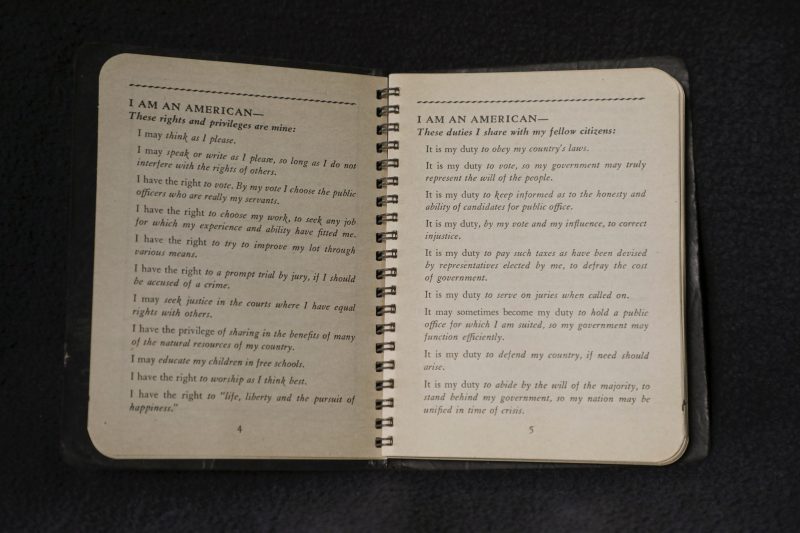 I AM AN AMERICAN—
These rights and privileges are mine:
I may think as I please.
I may speak or write as I please, so long as I do not
interfere with the rights of others.
I have the right to vote. By my vote I choose the public
officers who are really my servants.
I have the right to choose my work, to seek any job
for which my experience and ability have fitted me.
I have the right to try to improve my lot through
various means.
I have the right to a prompt trial by jury, if I should
be accused of a crime.
I may seek justice in the courts where I have equal
rights with others.
I have the privilege of sharing in the benefits of many
of the natural resources of my country.
I may educate my children in free schools.
I have the right to worship as I think best.
I have the right to "life, liberty and the pursuit of
happiness."
4
I AM AN AMERICAN—
These duties I share with my fellow citizens:
It is my duty to obey my country's laws.
It is my duty to vote, so my government may truly
represent the will of the people.
It is my duty to keep informed as to the honesty and
ability of candidates for public office.
It is my duty, by my vote and my influence, to correct
injustice.
It is my duty to pay such taxes as have been devised
by representatives elected by me, to defray the cost
of government.
It is my duty to serve on juries when called on.
It may sometimes become my duty to hold a public
office for which I am suited, so my government may
function efficiently.
It is my duty to defend my country, if need should
arise.
It is my duty to abide by the will of the majority, to
stand behind my government, so my nation may be
unified in time of crisis.
5